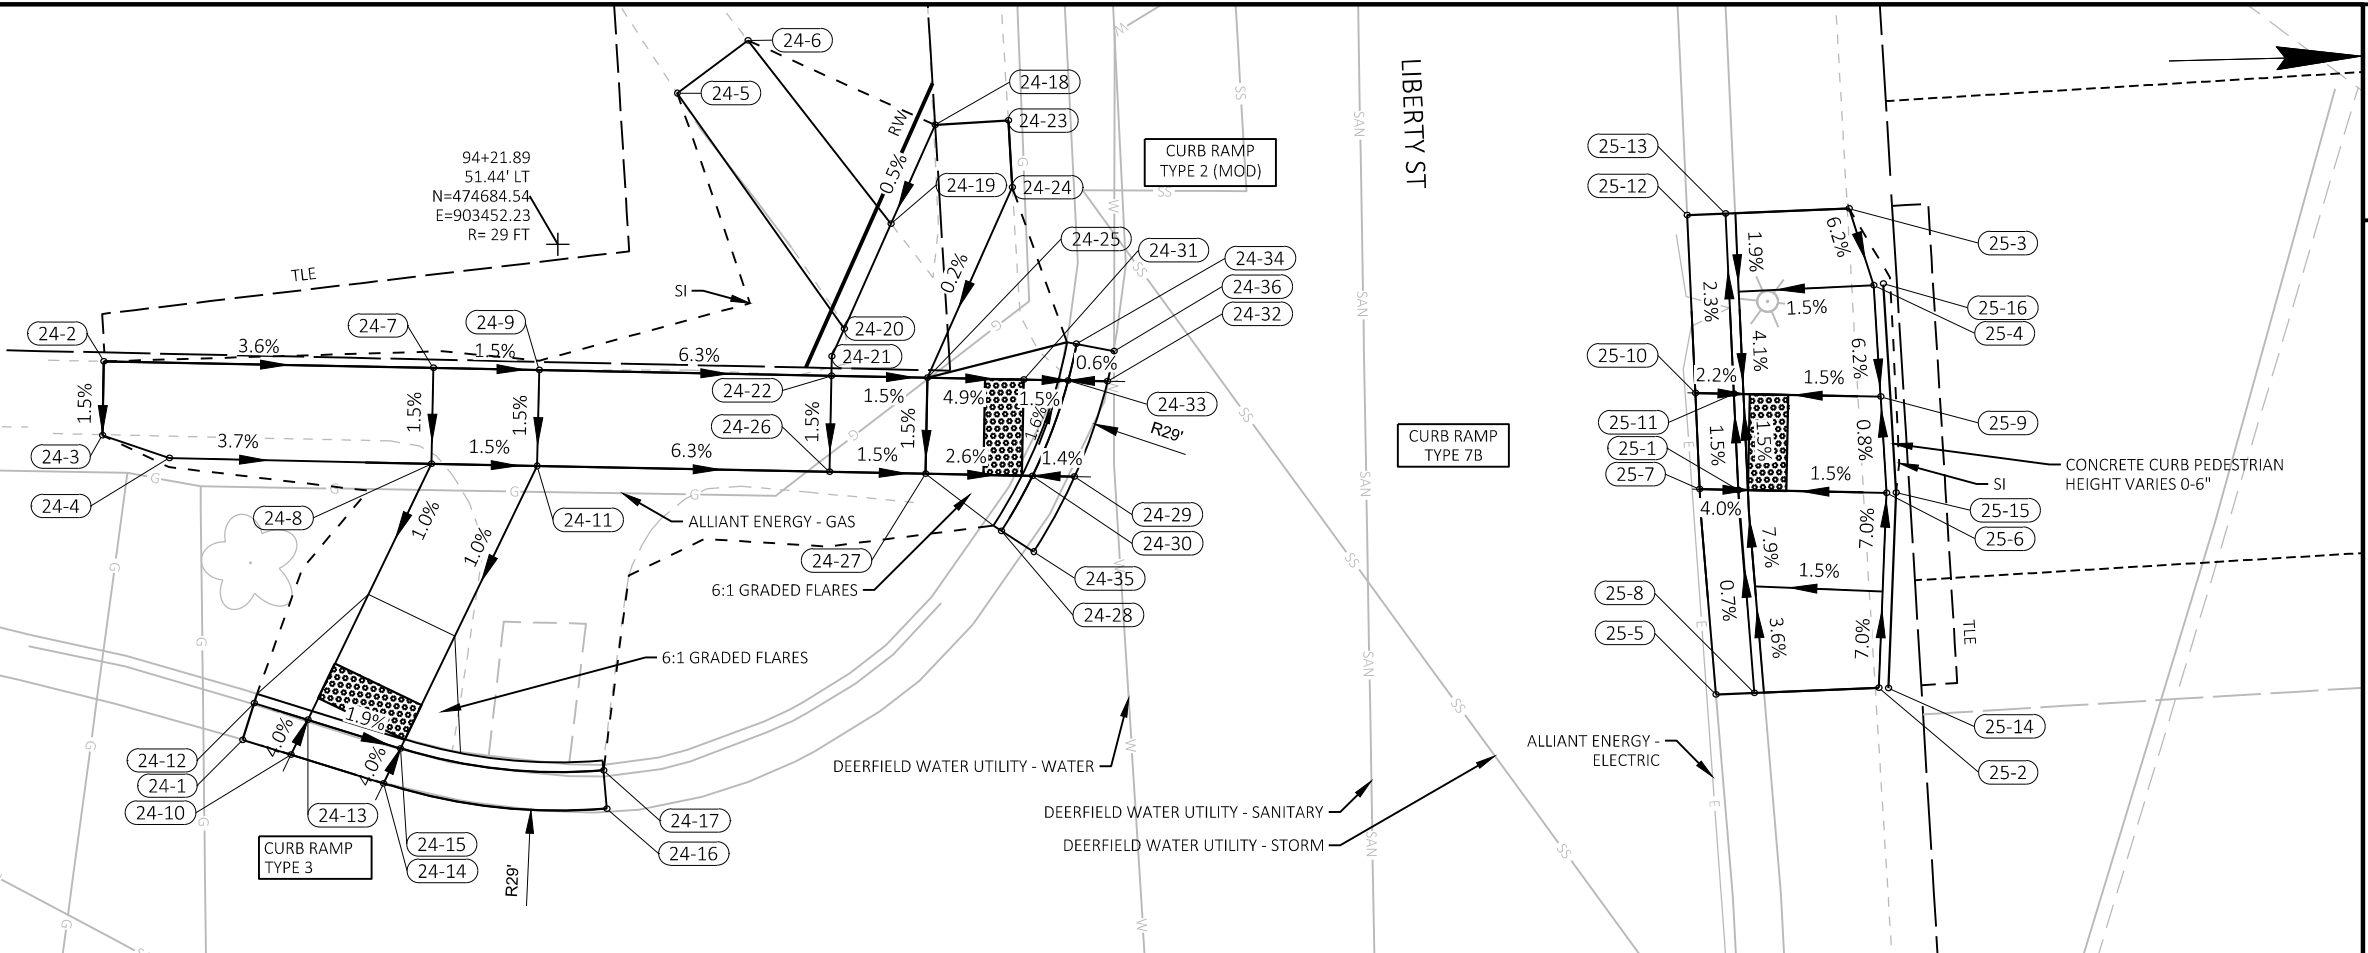 24-6
24-5
24-18
24-23
RW
0.5%
94+21.89
51.44' LT
N=474684.54
E=903452.23
R= 29 FT
24-19
24-24
CURB RAMP
TYPE 2 (MOD)
LIBERTY ST
24-25
24-31
24-34
24-36
24-32
0.2%
TLE
SI
24-2
24-7
24-9
24-20
24-21
3.6%
1.5%
6.3%
24-22
1.5%
4.9%
1.5%
0.6%
24-33
R29'
1.5%
1.5%
1.5%
1.5%
1.5%
1.6%
24-26
24-3
3.7%
1.5%
6.3%
1.5%
2.6%
1.4%
24-4
24-8
24-11
24-29
24-30
ALLIANT ENERGY - GAS
24-27
24-35
24-28
6:1 GRADED FLARES
1.0%
1.0%
6:1 GRADED FLARES
1.9%
4.0%
4.0%
24-12
24-1
24-10
24-13
24-15
24-14
24-17
24-16
CURB RAMP
TYPE 3
R29'
DEERFIELD WATER UTILITY - WATER
DEERFIELD WATER UTILITY - SANITARY
DEERFIELD WATER UTILITY - STORM
CURB RAMP
TYPE 7B
25-13
25-12
25-3
25-16
25-4
6.2%
1.9%
2.3%
1.5%
4.1%
6.2%
25-10
2.2%
1.5%
25-11
25-9
25-1
25-7
1.5%
1.5%
0.8%
1.5%
4.0%
CONCRETE CURB PEDESTRIAN
HEIGHT VARIES 0-6"
SI
25-15
25-6
7.9%
7.0%
1.5%
0.7%
3.6%
7.0%
TLE
25-8
25-5
25-14
25-2
ALLIANT ENERGY -
ELECTRIC
G
G
G
G
G
G
G
G
G
G
G
G
W
W
W
W
W
SS
SS
SS
SS
SS
SS
SS
SAN
SAN
SAN
SAN
SAN
E
E
E